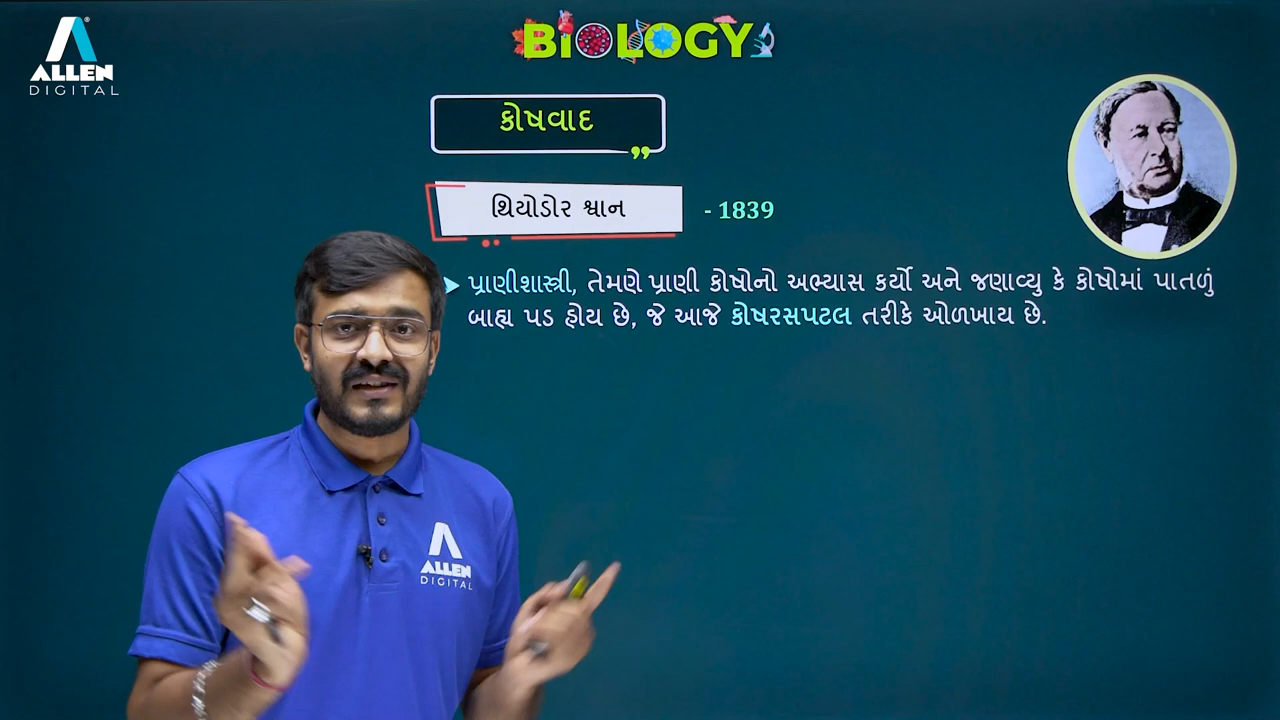 ALLEN
DIGITAL
BIOLOGY
કોષવાદ
થિયોડોર શ્વાન - 1839
પ્રાણીશાસ્ત્રી, તેમણે પ્રાણી કોષોનો અભ્યાસ કર્યો અને જણાવ્યુ કે કોષોમાં પાતળું
બાહ્ય પડ હોય છે, જે આજે કોષરસપટલ તરીકે ઓળખાય છે.
ALLEN
DIGITAL